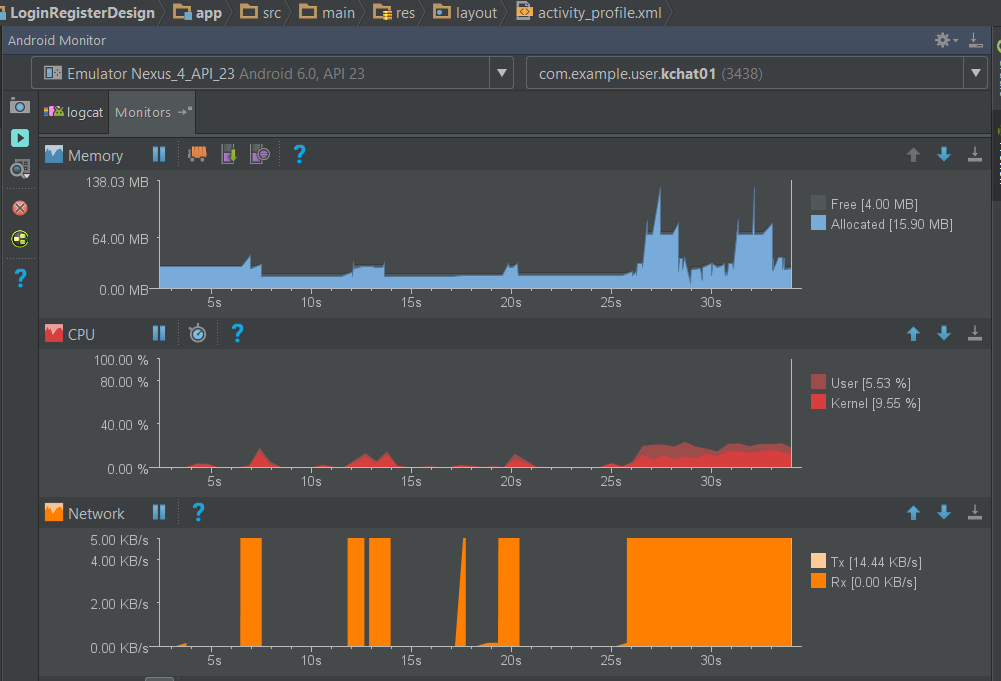 LoginRegisterDesign app src main res layout activity_profile.xml
Android Monitor
Emulator Nexus_4_API_23 Android 6.0, API 23 com.example.user.kchat01 (3438)
logcat Monitors
Memory ?
138.03 MB
64.00 MB
0.00 MB
5s 10s 15s 20s 25s 30s
Free [4.00 MB]
Allocated [15.90 MB]
CPU ?
100.00 %
80.00 %
40.00 %
0.00 %
5s 10s 15s 20s 25s 30s
User [5.53 %]
Kernel [9.55 %]
Network ?
5.00 KB/s
4.00 KB/s
2.00 KB/s
0.00 KB/s
5s 10s 15s 20s 25s 30s
Tx [14.44 KB/s]
Rx [0.00 KB/s]
?